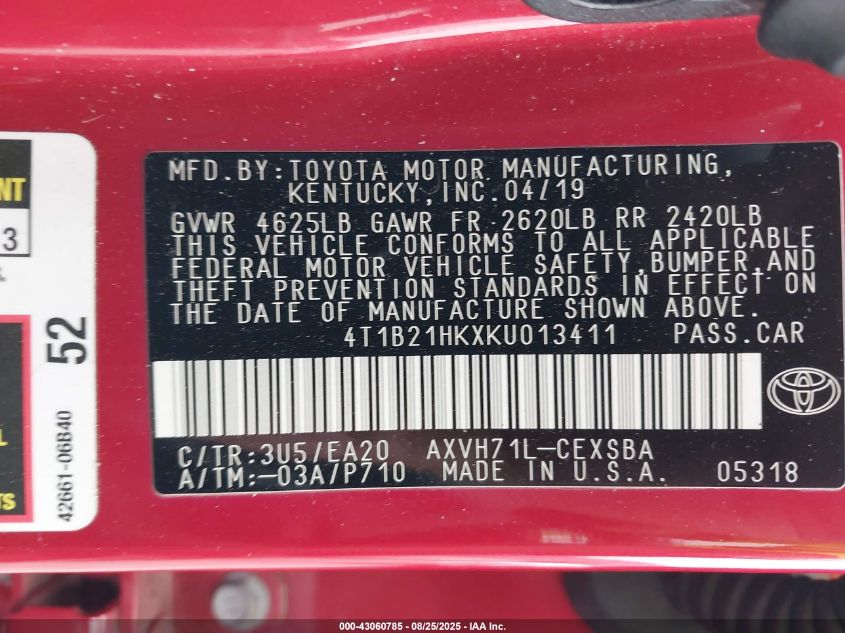 MFD.BY:TOYOTA MOTOR MANUFACTURING,
KENTUCKY,INC.04/19
GVWR 4625LB GAWR FR 2620LB RR 2420LB
THIS VEHICLE CONFORMS TO ALL APPLICABLE
FEDERAL MOTOR VEHICLE SAFETY,BUMPER,AND
THEFT PREVENTION STANDARDS IN EFFECT ON
THE DATE OF MANUFACTURE SHOWN ABOVE.
4T1B21HKXKU013411 PASS.CAR
C/TR:3U5/EA20 AXVH71L-CEXSBA
A/TM:-03A/P710 MADE IN U.S.A. 05318
NT
3
&
52
42661-06B40
L
TS
000-43060785 - 08/25/2025 - IAA Inc.